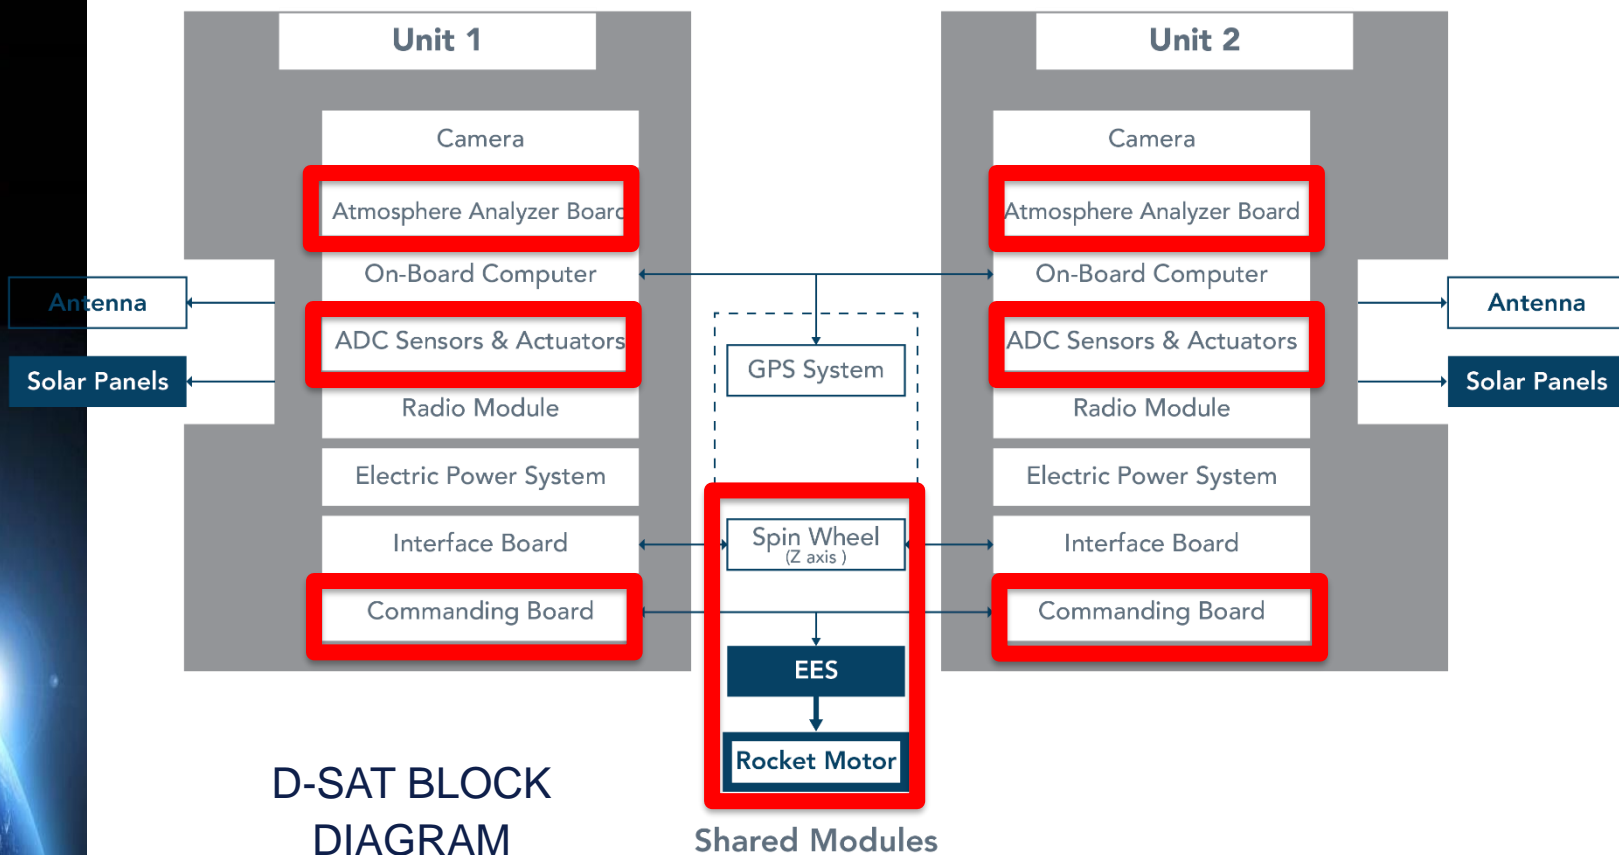 Unit 1
Camera
Atmosphere Analyzer Board
On-Board Computer
ADC Sensors & Actuators
Radio Module
Electric Power System
Interface Board
Commanding Board
Antenna
Solar Panels
GPS System
Spin Wheel
(Z axis )
EES
Rocket Motor
Shared Modules
Unit 2
Camera
Atmosphere Analyzer Board
On-Board Computer
ADC Sensors & Actuators
Radio Module
Electric Power System
Interface Board
Commanding Board
Antenna
Solar Panels
D-SAT BLOCK
DIAGRAM